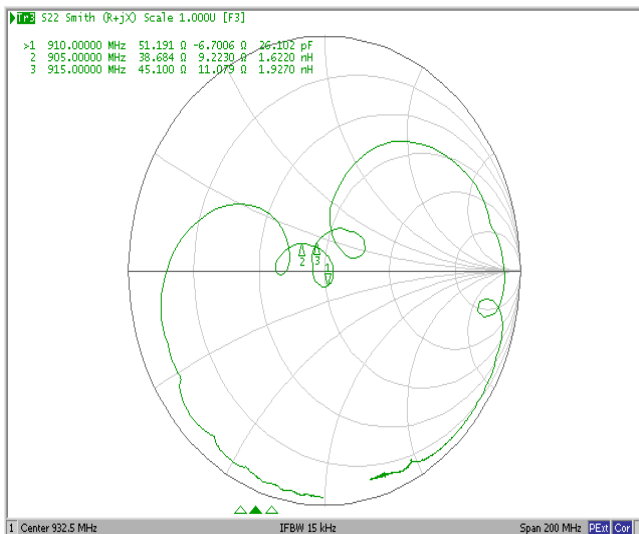 Tr3 S22 Smith (R+jX) Scale 1.000U [F3]
>1 910.00000 MHz 51.191 Ω -6.7006 Ω 26.102 pF
2 905.00000 MHz 38.684 Ω 9.2230 Ω 1.6220 nH
3 915.00000 MHz 45.100 Ω 11.079 Ω 1.9270 nH
2
3
1
1 Center 932.5 MHz IFBW 15 kHz Span 200 MHz PExt Cor